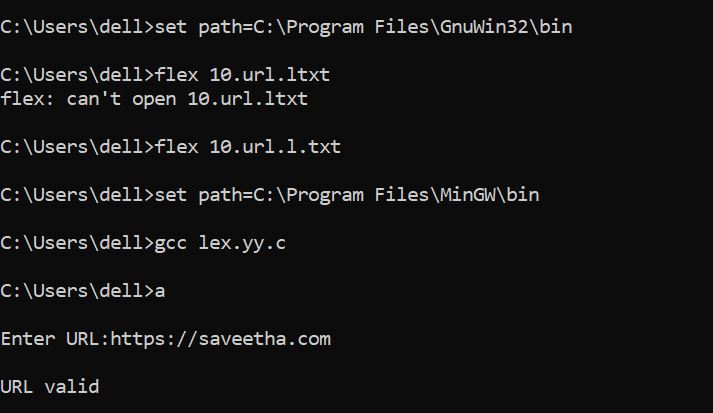 C:\Users\dell>set path=C:\Program Files\GnuWin32\bin
C:\Users\dell>flex 10.url.ltxt
flex: can't open 10.url.ltxt
C:\Users\dell>flex 10.url.l.txt
C:\Users\dell>set path=C:\Program Files\MinGW\bin
C:\Users\dell>gcc lex.yy.c
C:\Users\dell>a
Enter URL:https://saveetha.com
URL valid